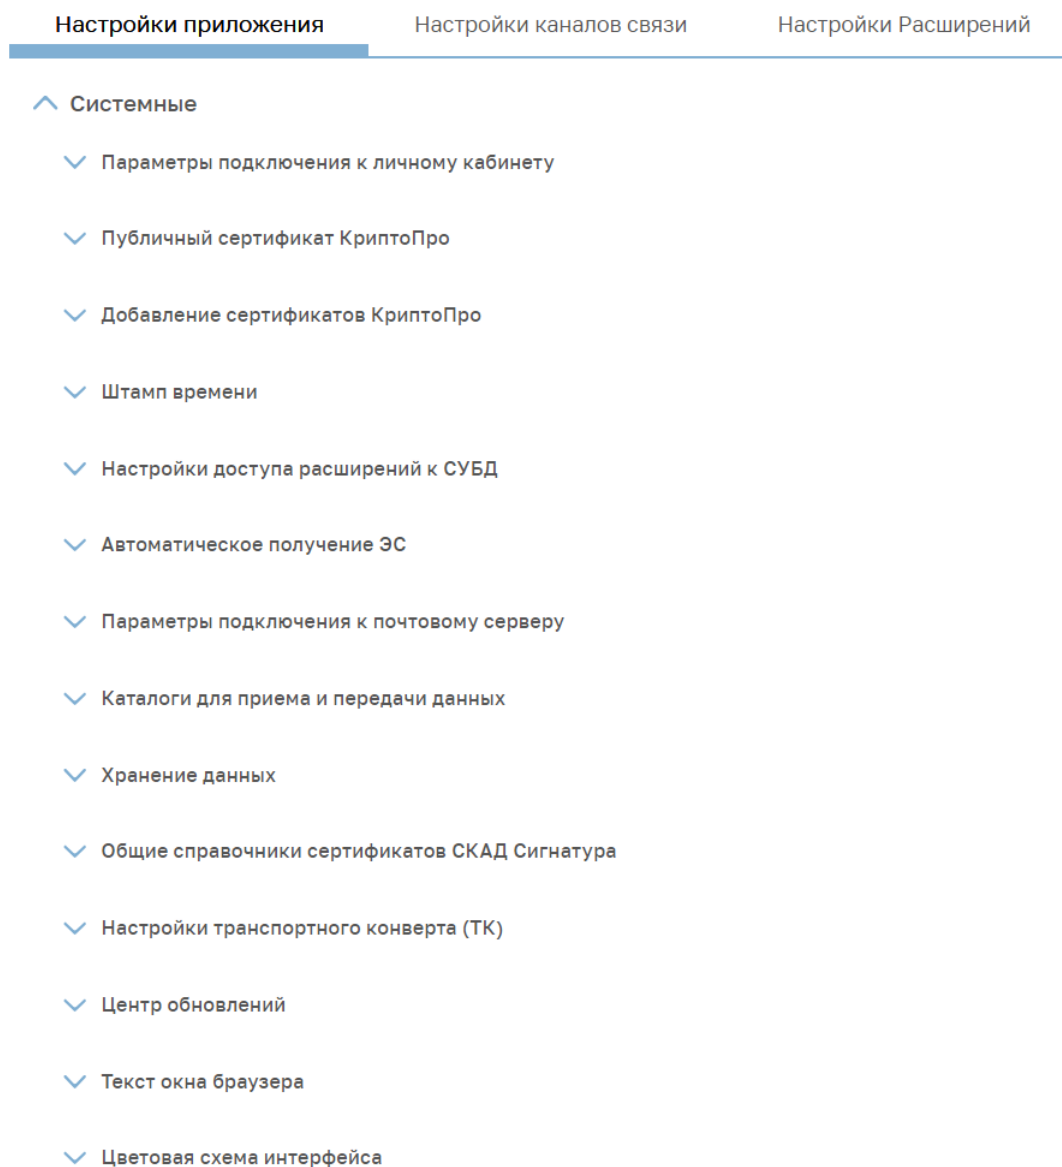 Настройки приложения Настройки каналов связи Настройки Расширений
Системные
Параметры подключения к личному кабинету
Публичный сертификат КриптоПро
Добавление сертификатов КриптоПро
Штамп времени
Настройки доступа расширений к СУБД
Автоматическое получение ЭС
Параметры подключения к почтовому серверу
Каталоги для приема и передачи данных
Хранение данных
Общие справочники сертификатов СКАД Сигнатура
Настройки транспортного конверта (ТК)
Центр обновлений
Текст окна браузера
Цветовая схема интерфейса